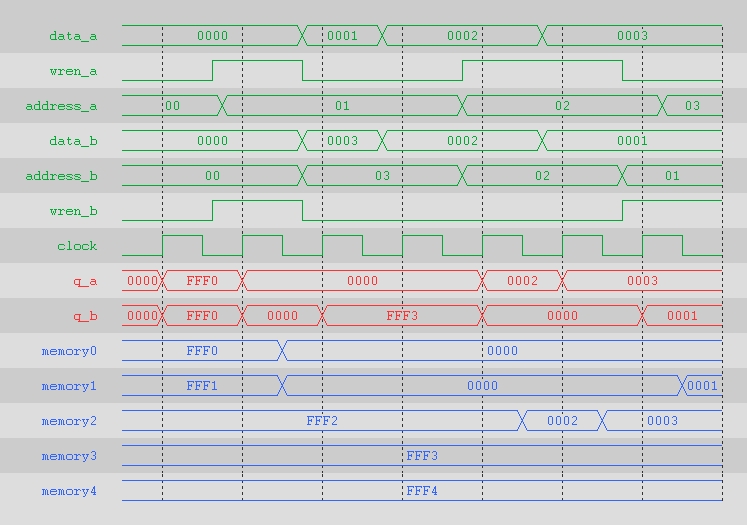 data_a 0000 0001 0002 0003
wren_a
address_a 00 01 02 03
data_b 0000 0003 0002 0001
address_b 00 03 02 01
wren_b
clock
q_a 0000 FFF0 0000 0002 0003
q_b 0000 FFF0 0000 FFF3 0000 0001
memory0 FFF0 0000
memory1 FFF1 0000 0001
memory2 FFF2 0002 0003
memory3 FFF3
memory4 FFF4